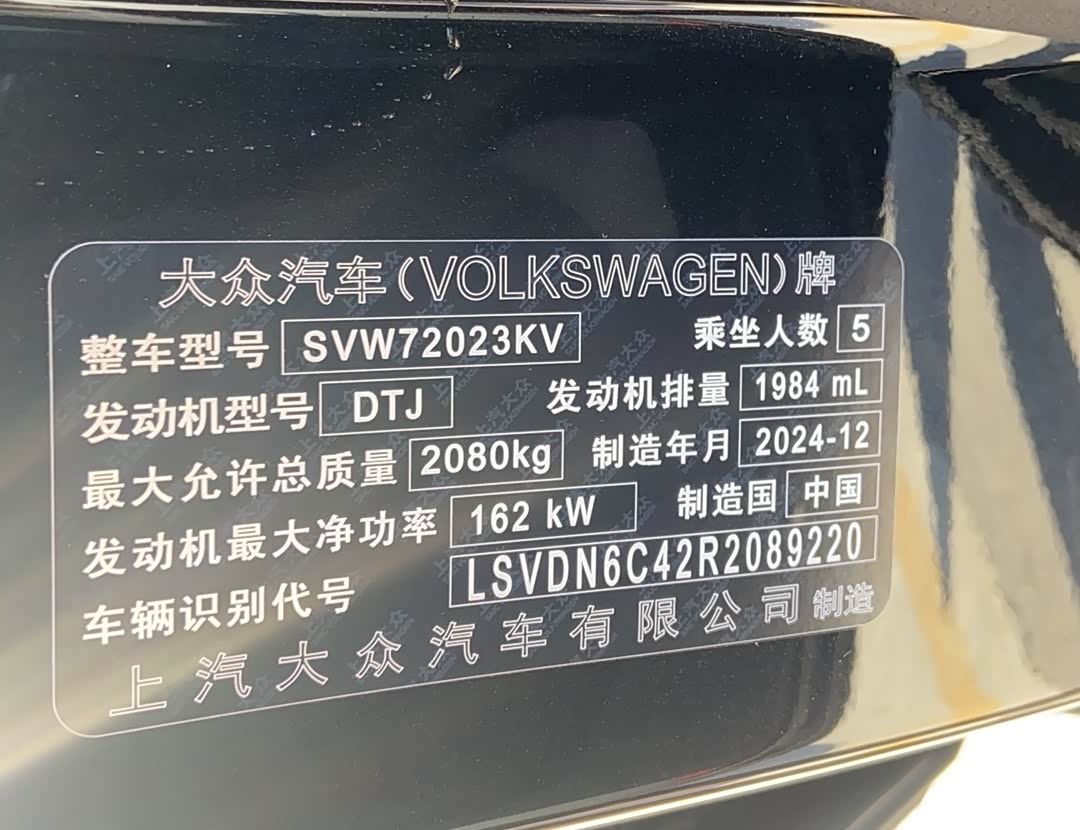 大众汽车(VOLKSWAGEN)牌
整车型号 SVW72023KV 乘坐人数 5
发动机型号 DTJ 发动机排量 1984 mL
最大允许总质量 2080kg 制造年月 2024-12
发动机最大净功率 162 kW 制造国 中国
车辆识别代号 LSVDN6C42R2089220
上汽大众汽车有限公司制造